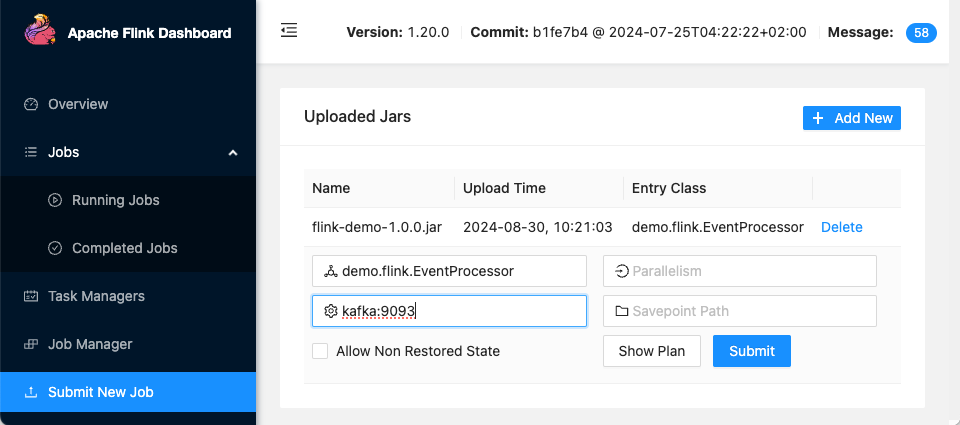 Apache Flink Dashboard
Version: 1.20.0 Commit: b1fe7b4 @ 2024-07-25T04:22:22+02:00 Message: 58
Overview
Jobs
Running Jobs
Completed Jobs
Task Managers
Job Manager
Submit New Job
Uploaded Jars
+ Add New
Name Upload Time Entry Class
flink-demo-1.0.0.jar 2024-08-30, 10:21:03 demo.flink.EventProcessor Delete
demo.flink.EventProcessor Parallelism
kafka:9093 Savepoint Path
Allow Non Restored State Show Plan Submit